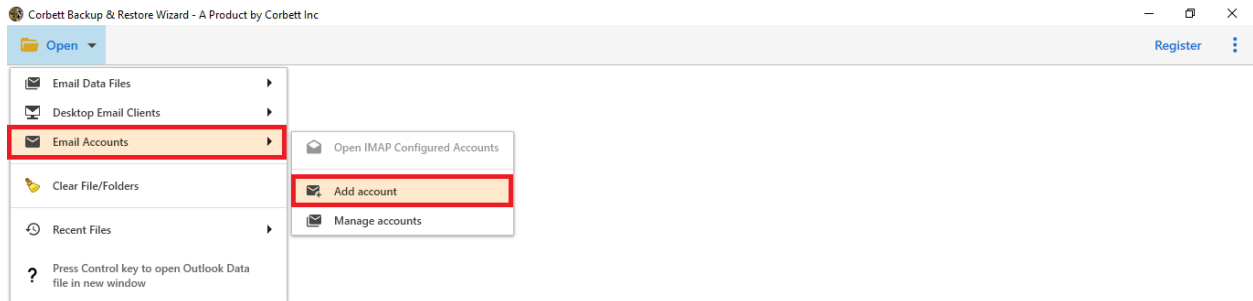 Corbett Backup & Restore Wizard - A Product by Corbett Inc
Open
Register
Email Data Files
Desktop Email Clients
Email Accounts
Open IMAP Configured Accounts
Clear File/Folders
Add account
Manage accounts
Recent Files
? Press Control key to open Outlook Data
file in new window